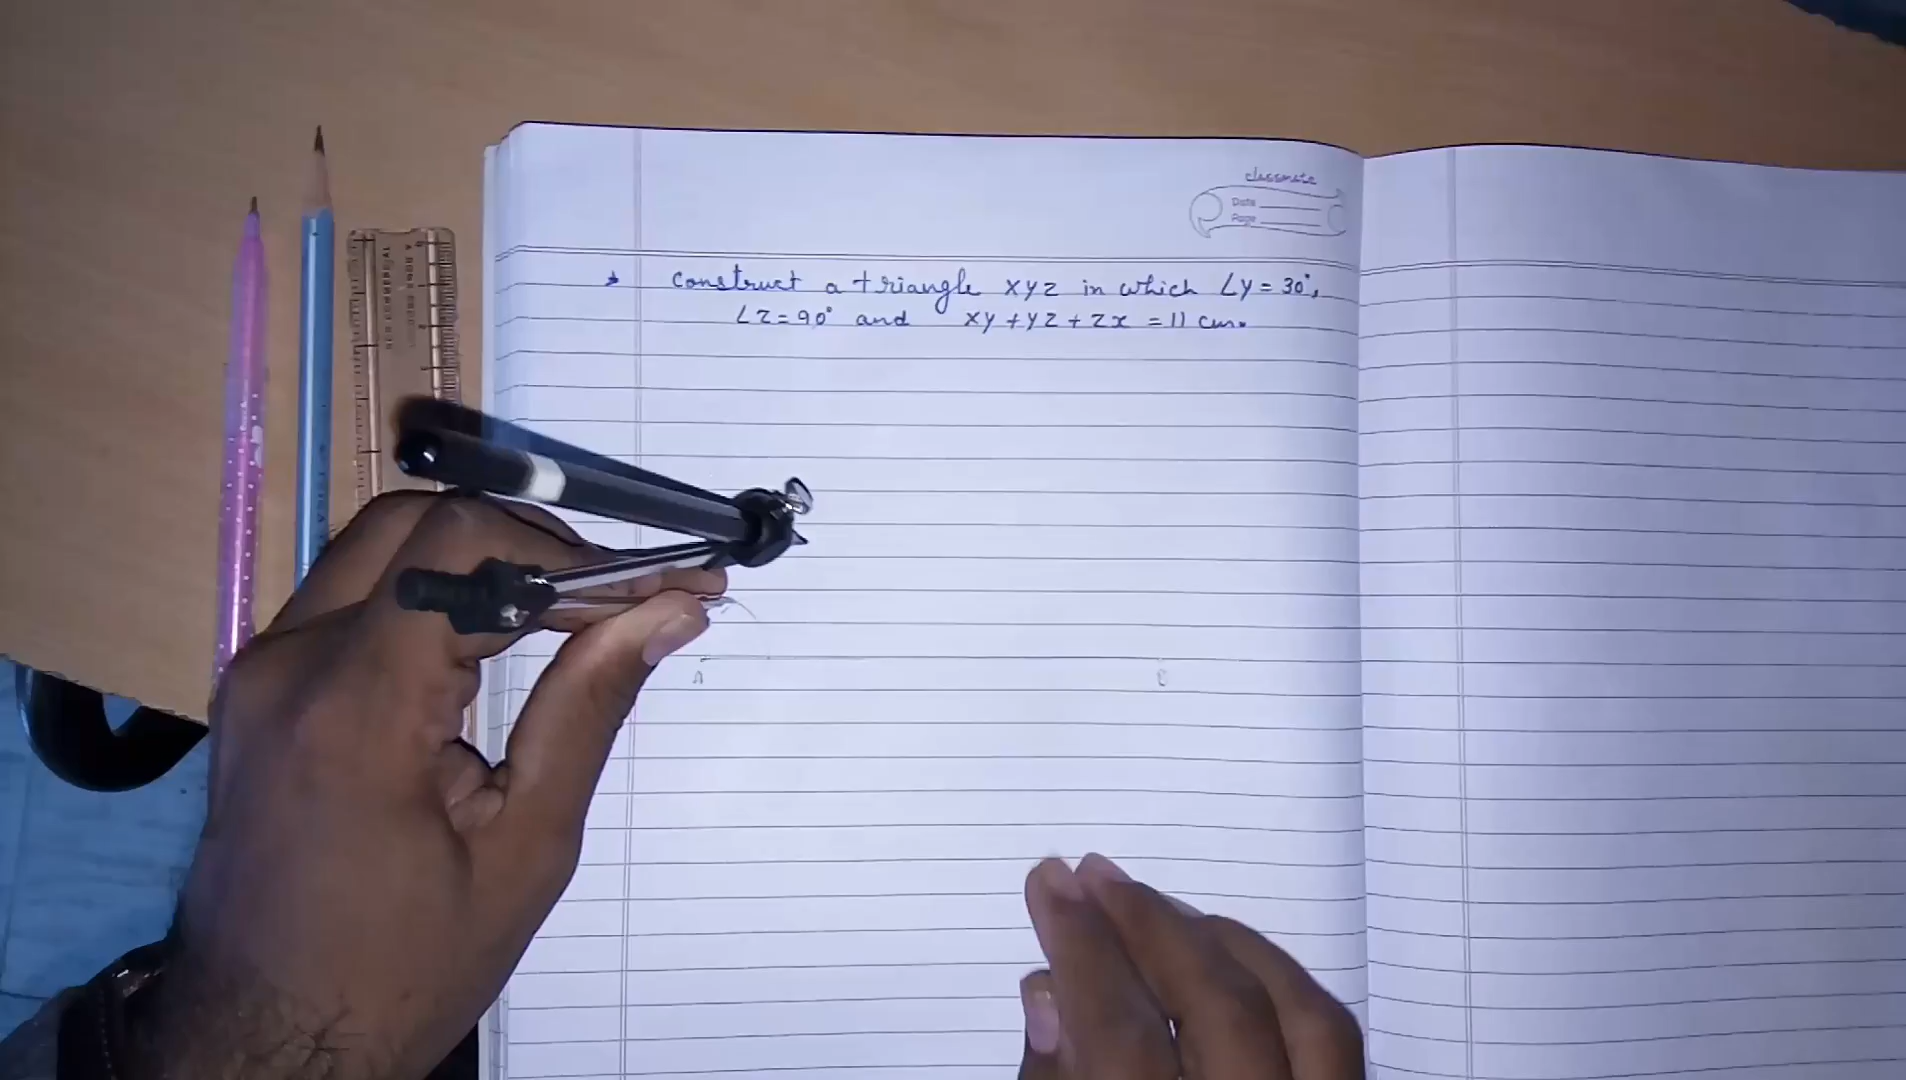 classmate
Date
Page
Construct a triangle XYZ in which ∠Y = 30°,
∠Z = 90° and XY + YZ + ZX = 11 cm.
A B